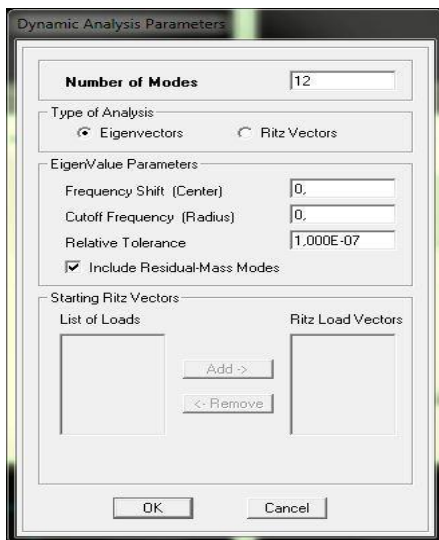 Dynamic Analysis Parameters
Number of Modes 12
Type of Analysis
Eigenvectors Ritz Vectors
EigenValue Parameters
Frequency Shift (Center) 0,
Cutoff Frequency (Radius) 0,
Relative Tolerance 1,000E-07
Include Residual-Mass Modes
Starting Ritz Vectors
List of Loads Ritz Load Vectors
Add ->
<- Remove
OK Cancel